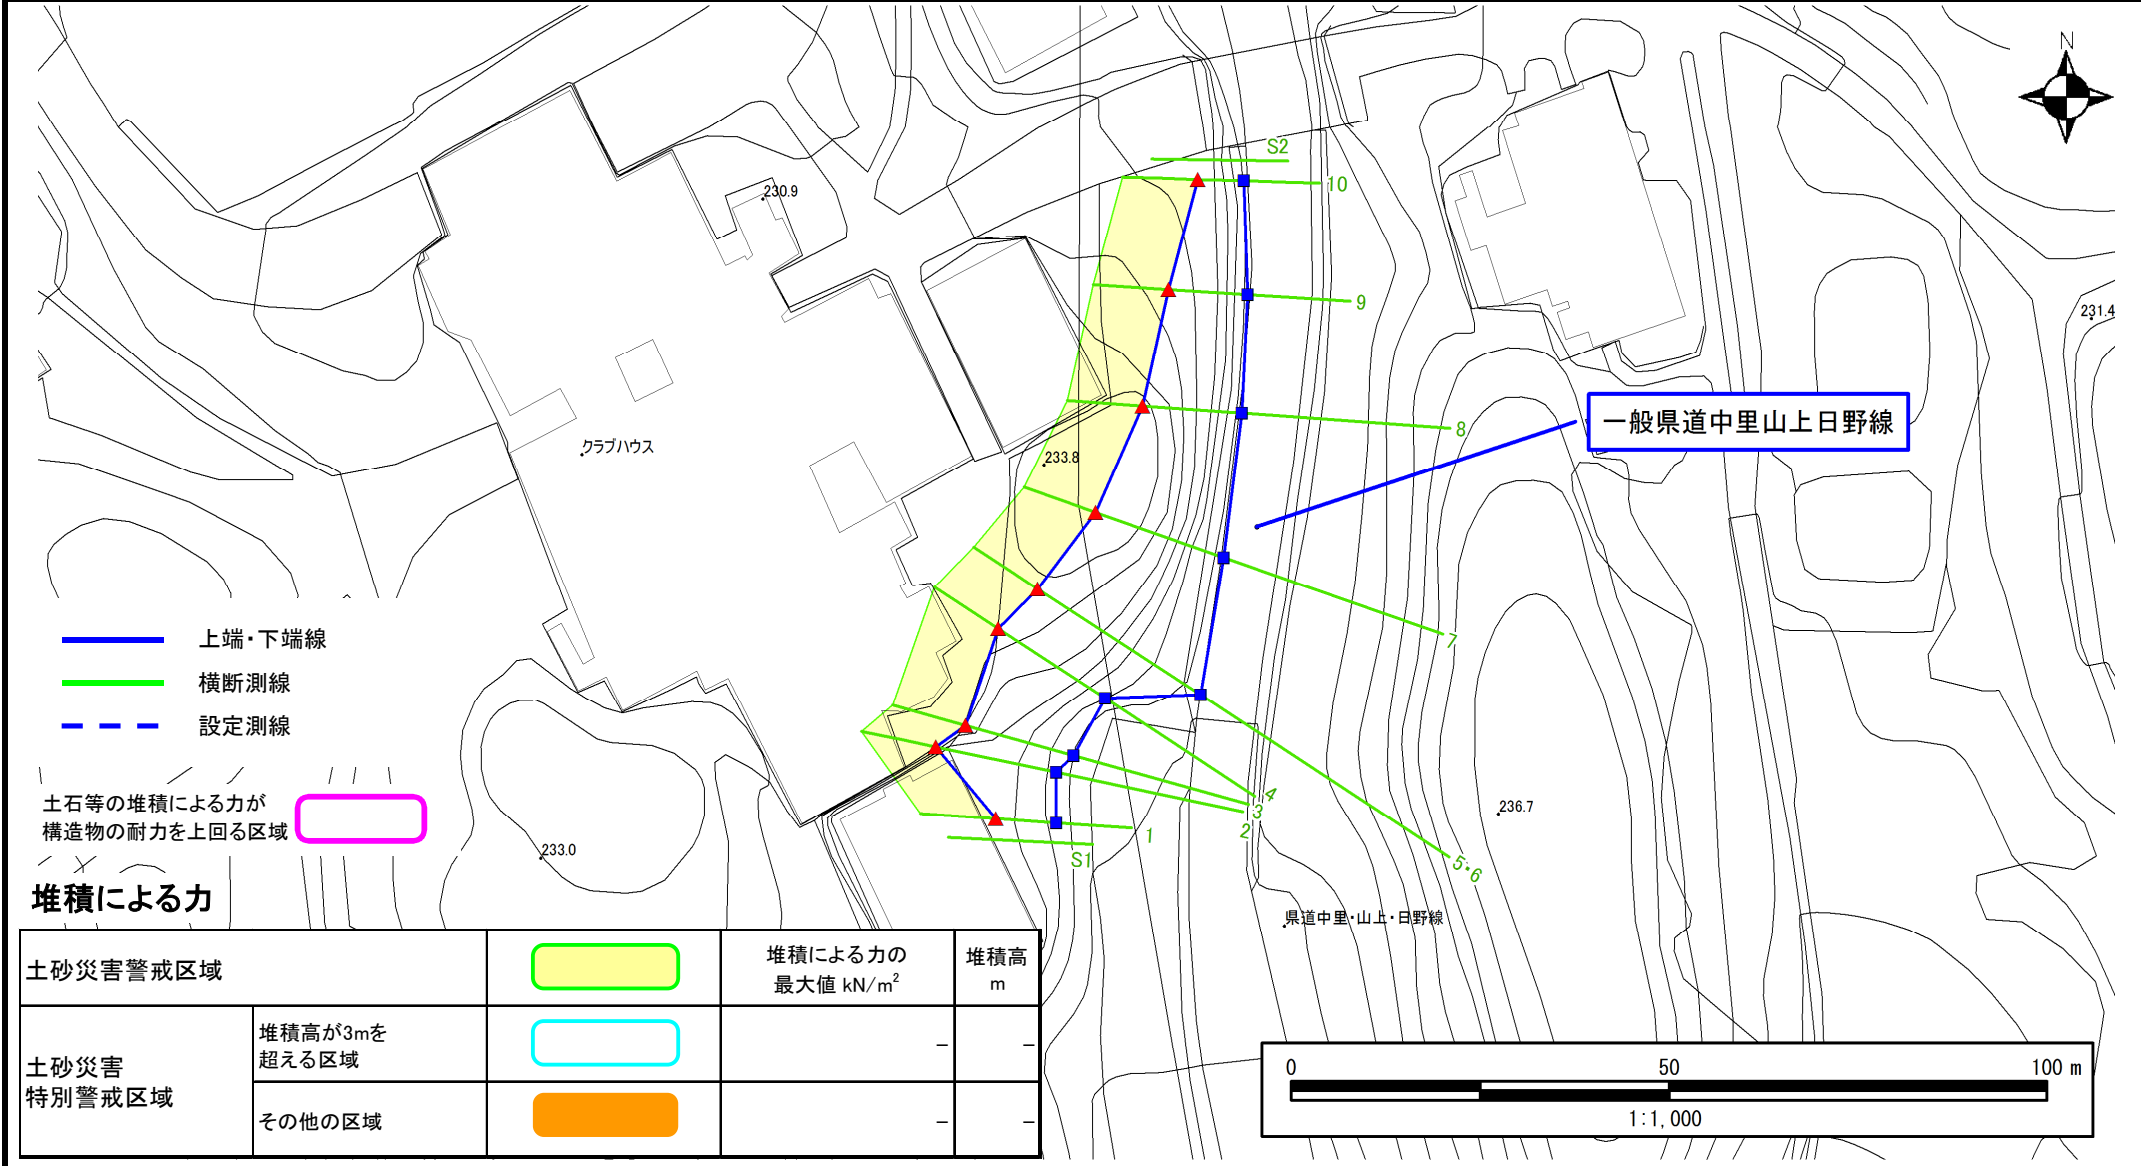 N
S2
10
230.9
9
231.4
一般県道中里山上日野線
8
クラブハウス
233.8
7
上端・下端線
横断測線
設定測線
4
3
2
1
S1
5・6
236.7
土石等の堆積による力が
構造物の耐力を上回る区域
233.0
県道中里・山上・日野線
堆積による力
土砂災害警戒区域
堆積による力の
最大値 kN/m²
堆積高
m
土砂災害
特別警戒区域
堆積高が3mを
超える区域
– –
その他の区域
– –
0 50 100 m
1:1,000